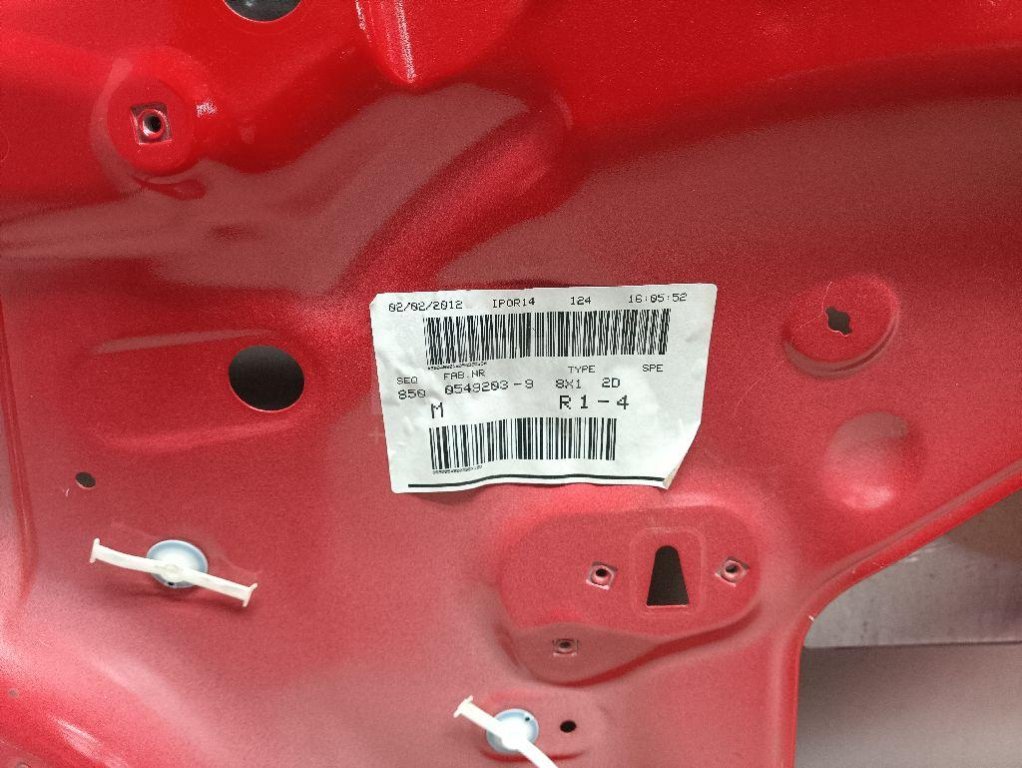 02/02/2012 IPOR14 124 16:05:52
SEQ FAB.NR TYPE SPE
850 0549203-9 8X1 2D
M R1-4